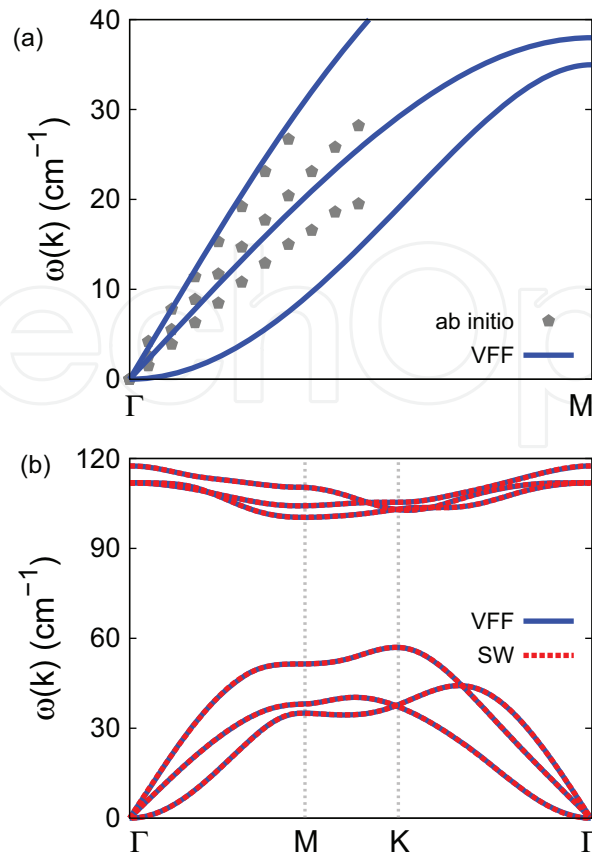 (a)
40
30
20
10
0
ω(k) (cm⁻¹)
ab initio
VFF
Γ
M
echOp
(b)
120
90
60
30
0
ω(k) (cm⁻¹)
VFF
SW
Γ
M
K
Γ